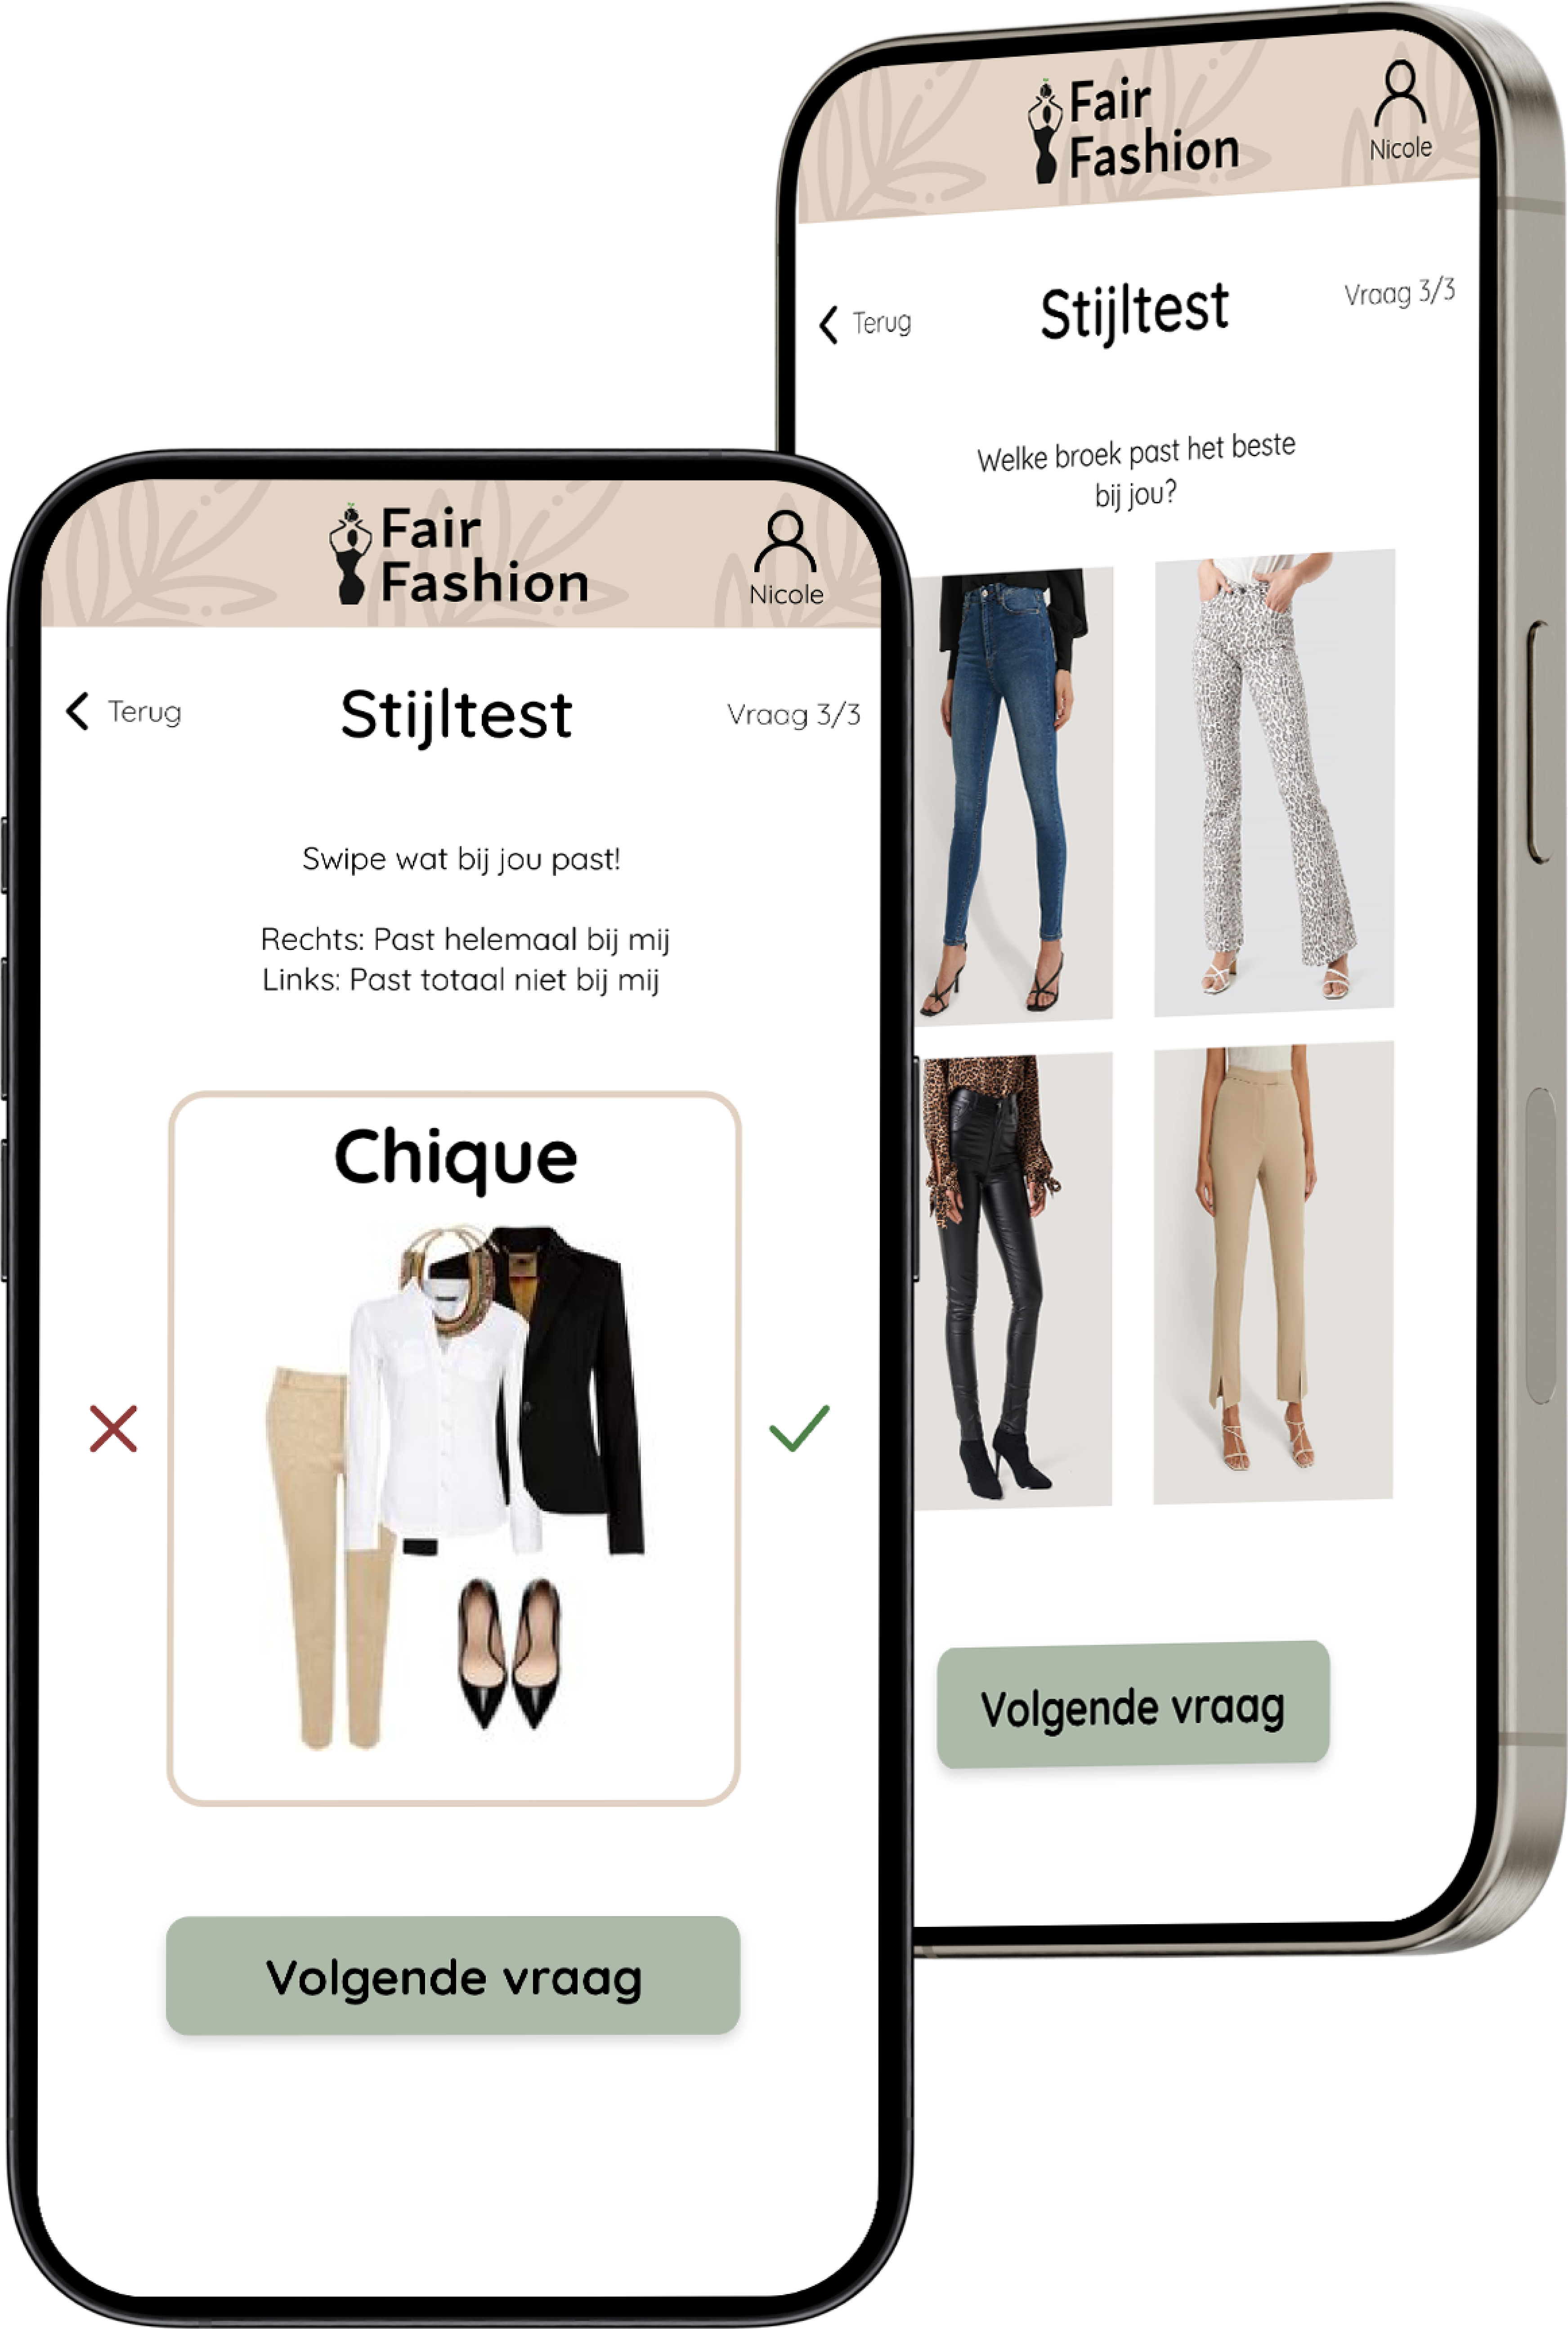 Fair
Fashion
Nicole
Terug
Stijltest
Vraag 3/3
Welke broek past het beste
bij jou?
Volgende vraag
Fair
Fashion
Nicole
Terug
Stijltest
Vraag 3/3
Swipe wat bij jou past!
Rechts: Past helemaal bij mij
Links: Past totaal niet bij mij
Chique
Volgende vraag